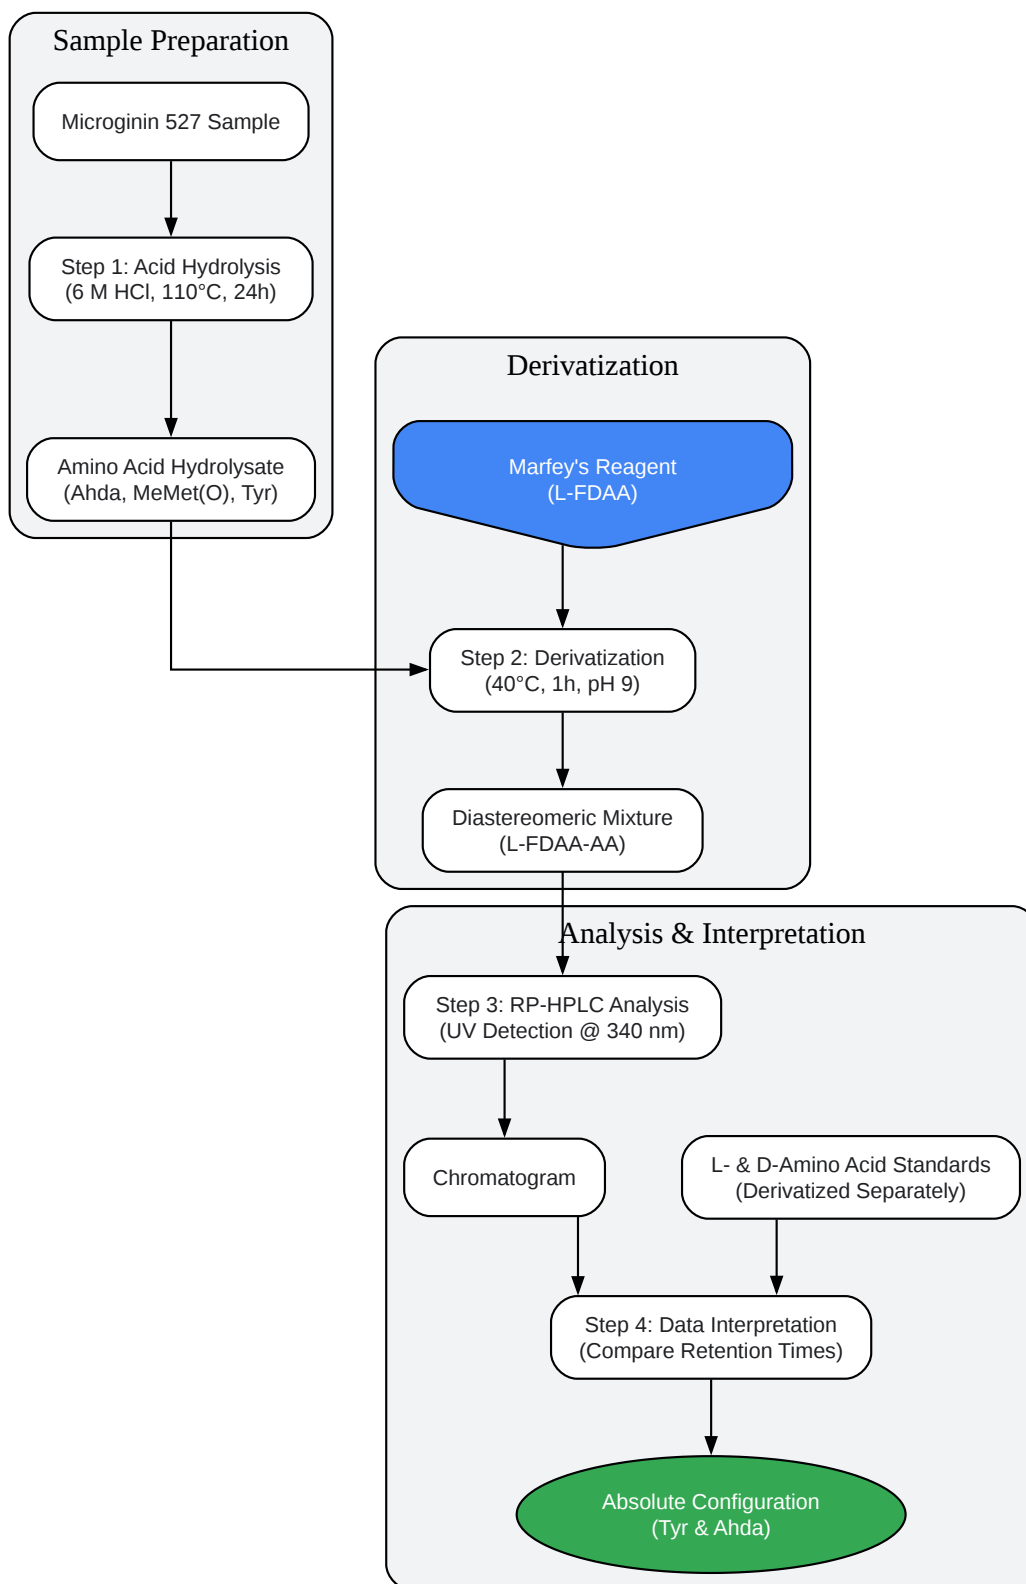 Sample Preparation
Microginin 527 Sample
Step 1: Acid Hydrolysis
(6 M HCl, 110°C, 24h)
Amino Acid Hydrolysate
(Ahda, MeMet(O), Tyr)
Derivatization
Marfey's Reagent
(L-FDAA)
Step 2: Derivatization
(40°C, 1h, pH 9)
Diastereomeric Mixture
(L-FDAA-AA)
Analysis & Interpretation
Step 3: RP-HPLC Analysis
(UV Detection @ 340 nm)
Chromatogram
L- & D-Amino Acid Standards
(Derivatized Separately)
Step 4: Data Interpretation
(Compare Retention Times)
Absolute Configuration
(Tyr & Ahda)